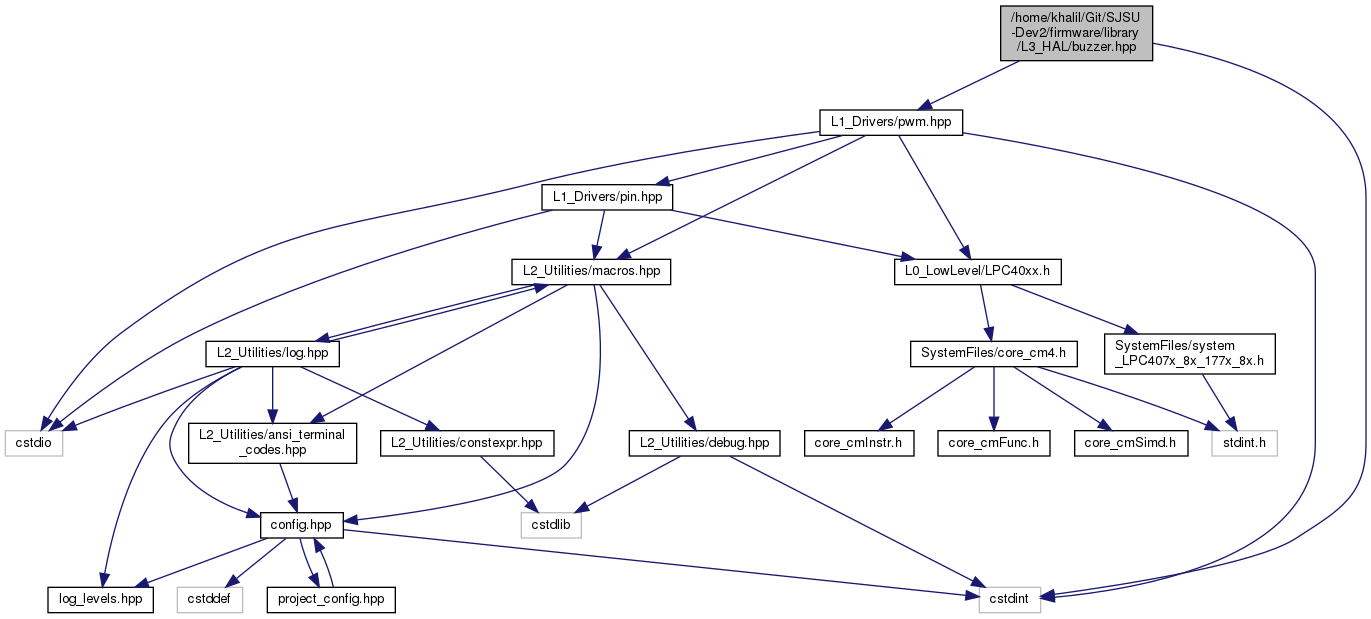 /home/khalil/Git/SJSU
-Dev2/firmware/library
/L3_HAL/buzzer.hpp
L1_Drivers/pwm.hpp
L1_Drivers/pin.hpp
L2_Utilities/macros.hpp
L0_LowLevel/LPC40xx.h
L2_Utilities/log.hpp
SystemFiles/core_cm4.h
SystemFiles/system
_LPC407x_8x_177x_8x.h
cstdio
L2_Utilities/ansi_terminal
_codes.hpp
L2_Utilities/constexpr.hpp
L2_Utilities/debug.hpp
core_cmInstr.h
core_cmFunc.h
core_cmSimd.h
stdint.h
config.hpp
cstdlib
log_levels.hpp
cstddef
project_config.hpp
cstdint